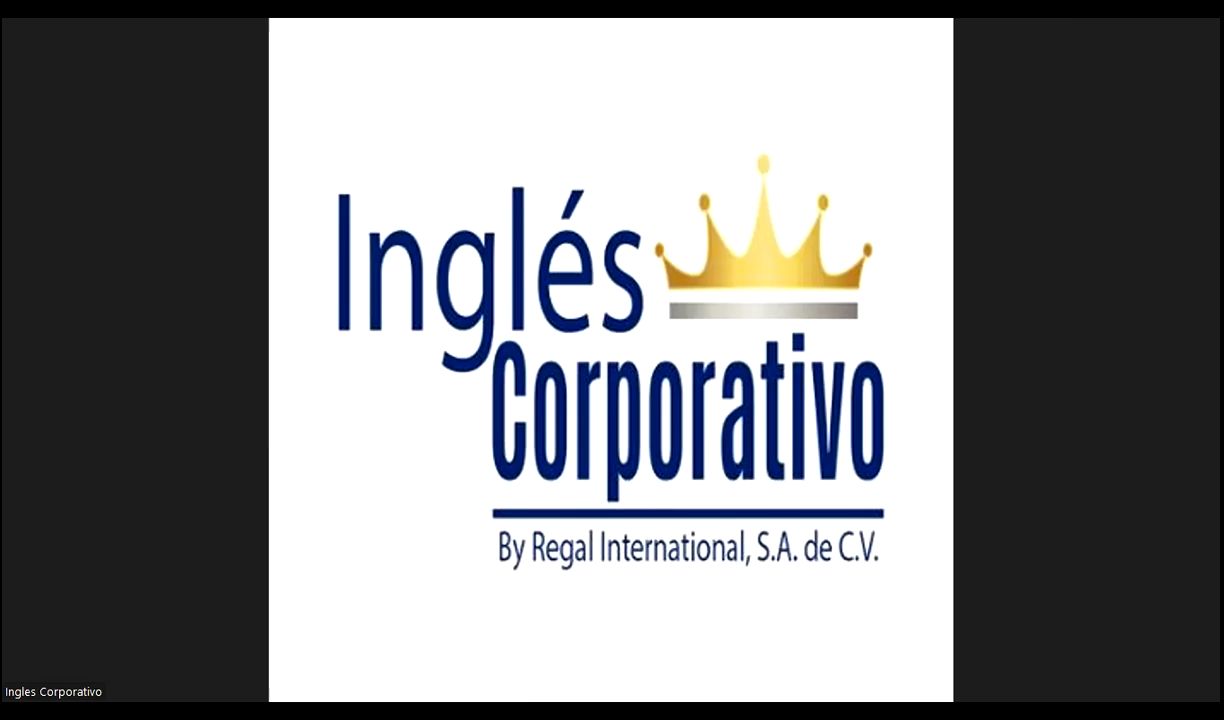 Inglés
Corporativo
By Regal International, S.A. de C.V.
Ingles Corporativo